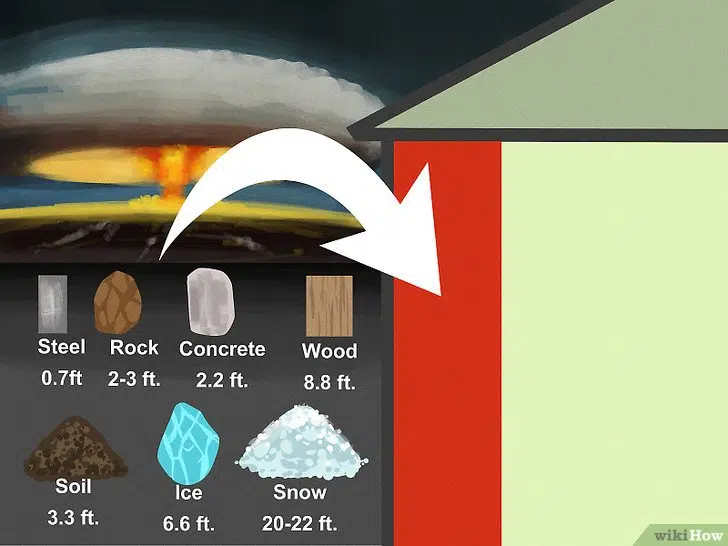 Steel Rock Concrete Wood
0.7ft 2-3 ft. 2.2 ft. 8.8 ft.
Soil Ice Snow
3.3 ft. 6.6 ft. 20-22 ft.
wikiHow